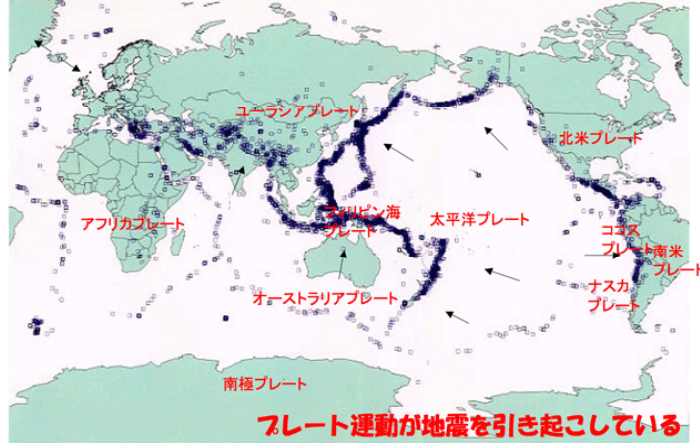 ユーラシアプレート
北米プレート
アフリカプレート
フィリピン海
プレート
太平洋プレート
ココス
プレート
南米
プレート
オーストラリアプレート
ナスカ
プレート
南極プレート
プレート運動が地震を引き起こしている